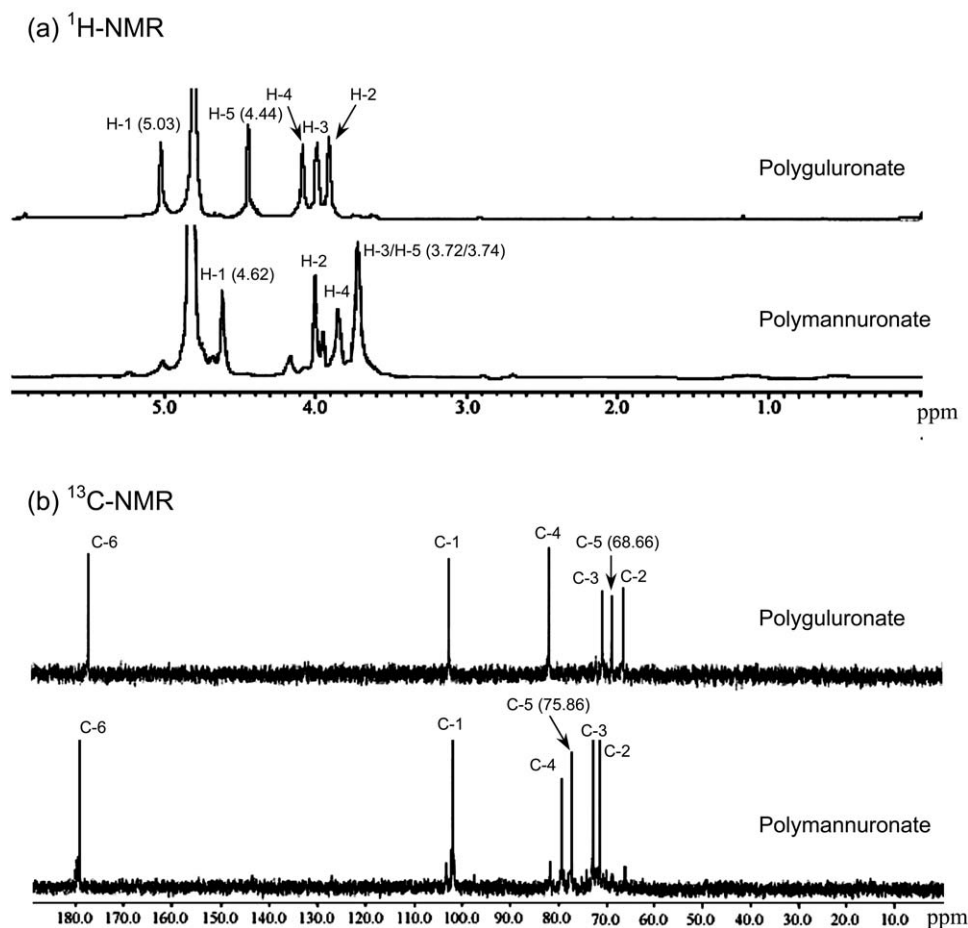 (a) ¹H-NMR
H-4
H-2
H-1 (5.03)
H-5 (4.44)
H-3
Polyguluronate
H-3/H-5 (3.72/3.74)
H-2
H-1 (4.62)
H-4
Polymannuronate
5.0 4.0 3.0 2.0 1.0 ppm
(b) ¹³C-NMR
C-6
C-1
C-4
C-5 (68.66)
C-3
C-2
Polyguluronate
C-5 (75.86)
C-6
C-1
C-3
C-2
C-4
Polymannuronate
180.0 170.0 160.0 150.0 140.0 130.0 120.0 110.0 100.0 90.0 80.0 70.0 60.0 50.0 40.0 30.0 20.0 10.0 ppm